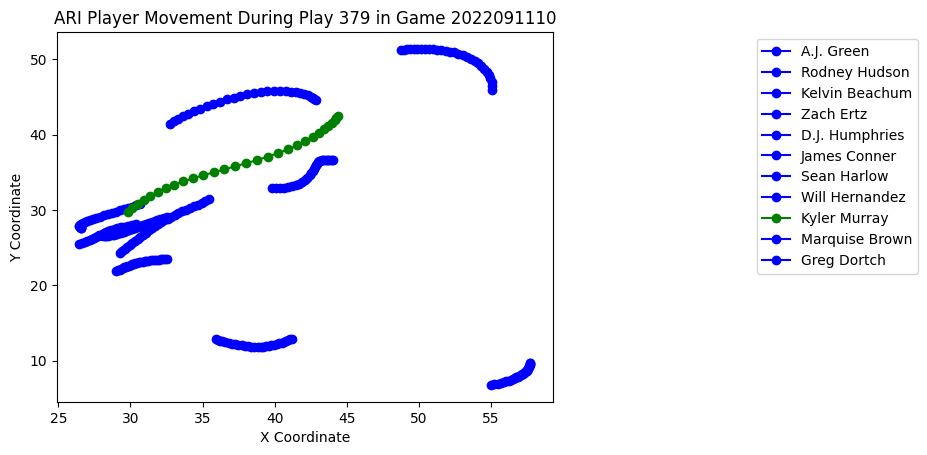 ARI Player Movement During Play 379 in Game 2022091110
50
40
30
20
10
Y Coordinate
25 30 35 40 45 50 55
X Coordinate
A.J. Green
Rodney Hudson
Kelvin Beachum
Zach Ertz
D.J. Humphries
James Conner
Sean Harlow
Will Hernandez
Kyler Murray
Marquise Brown
Greg Dortch